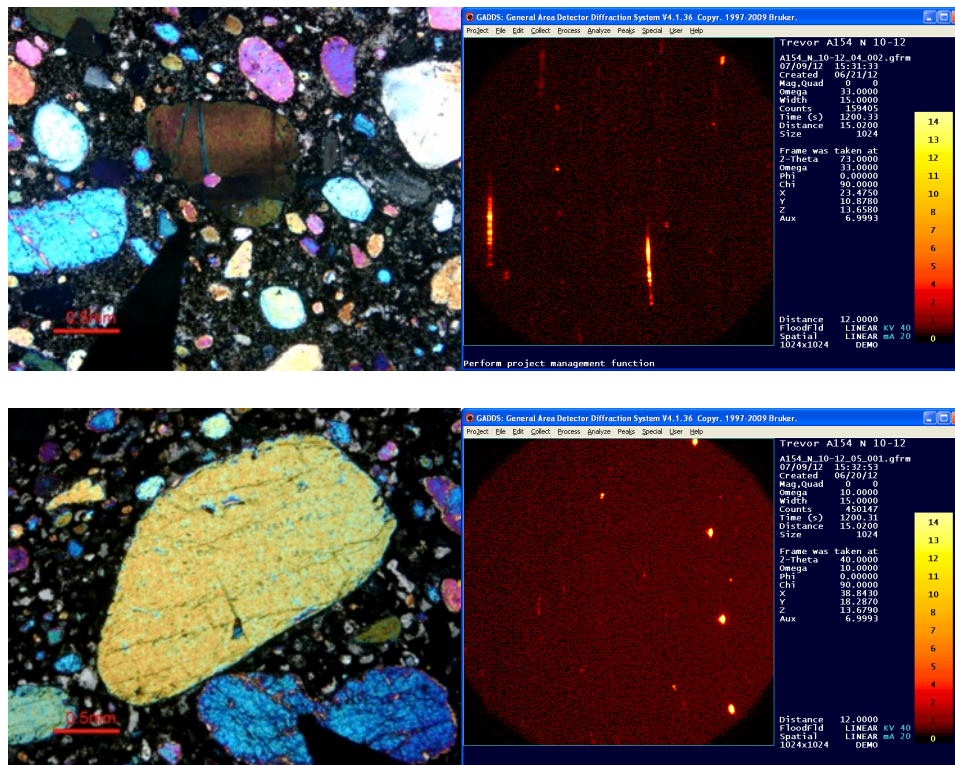 GADDS: General Area Detector Diffraction System V4.1.36 Copyr. 1997-2009 Bruker.
Project File Edit Collect Process Analyze Peaks Special User Help
Trevor A154 N 10-12
A154_N_10-12_04_002.gfrm
07/09/12 15:31:33
Created 06/21/12
Mag,Quad 0 0
Omega 33.0000
Width 15.0000
Counts 159405
Time (s) 1200.33
Distance 15.0200
Size 1024
Frame was taken at
2-Theta 73.0000
Omega 33.0000
Phi 0.00000
Chi 90.0000
X 23.4750
Y 10.8780
Z 13.6580
Aux 6.9993
14
13
12
11
10
8
7
6
5
4
3
2
1
0
Distance 12.0000
FloodFld LINEAR KV 40
Spatial LINEAR mA 20
1024x1024 DEMO
Perform project management function
0.5mm
GADDS: General Area Detector Diffraction System V4.1.36 Copyr. 1997-2009 Bruker.
Project File Edit Collect Process Analyze Peaks Special User Help
Trevor A154 N 10-12
A154_N_10-12_05_001.gfrm
07/09/12 15:32:53
Created 06/20/12
Mag,Quad 0 0
Omega 10.0000
Width 15.0000
Counts 450147
Time (s) 1200.31
Distance 15.0200
Size 1024
Frame was taken at
2-Theta 40.0000
Omega 10.0000
Phi 0.00000
Chi 90.0000
X 38.8430
Y 18.2870
Z 13.6790
Aux 6.9993
14
13
12
11
10
8
7
6
5
4
3
2
1
0
Distance 12.0000
FloodFld LINEAR KV 40
Spatial LINEAR mA 20
1024x1024 DEMO
0.5mm